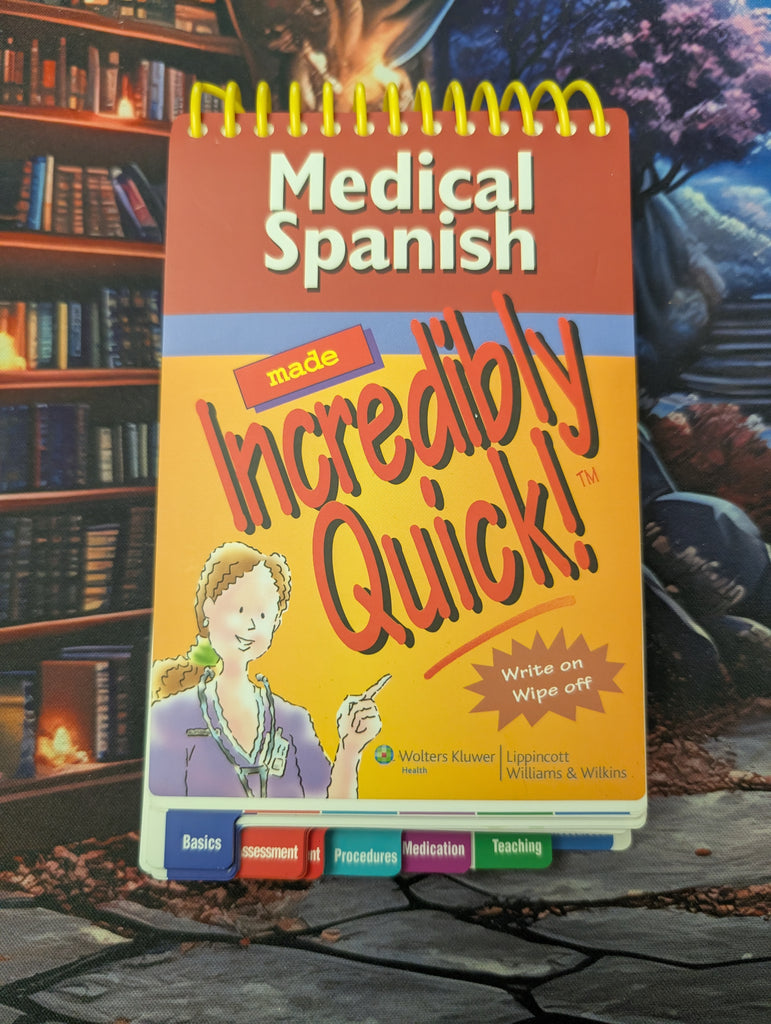 Medical
Spanish
made
Incredibly
Quick!™
Write on
Wipe off
Wolters Kluwer
Health
Lippincott
Williams & Wilkins
Basics
ssessment
nt
Procedures
Medication
Teaching